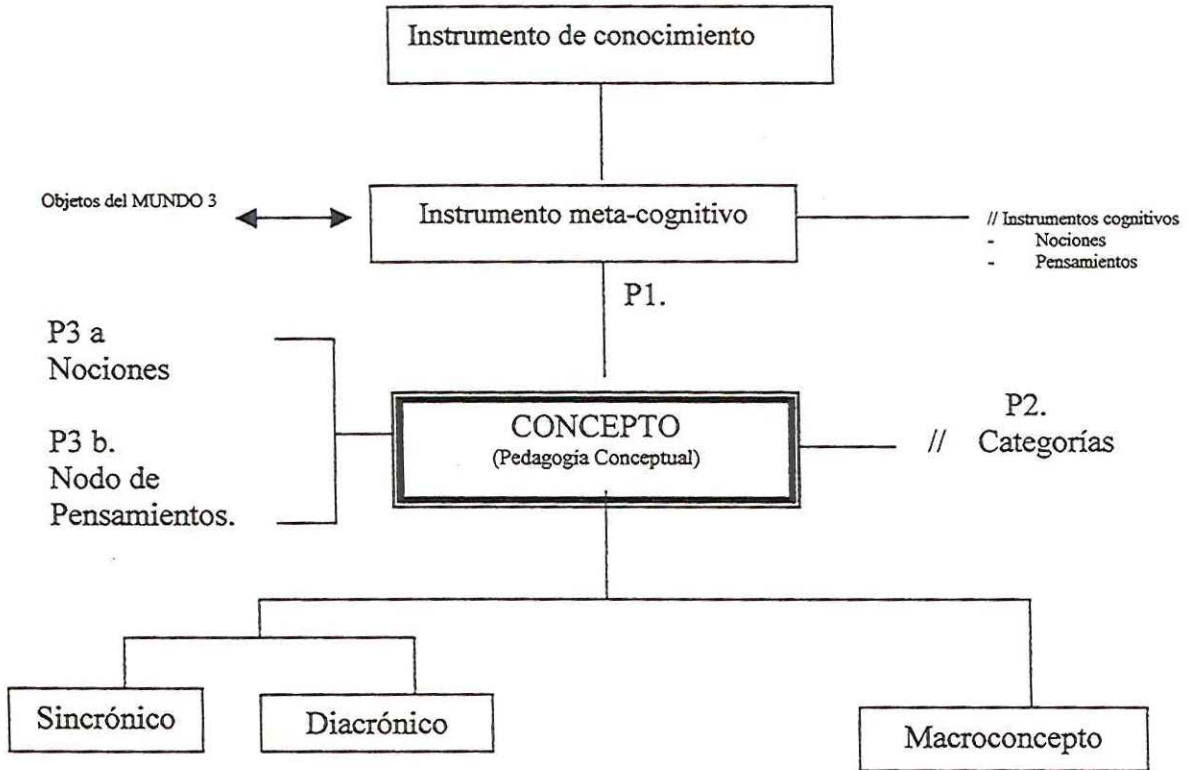 Instrumento de conocimiento
Objetos del MUNDO 3
Instrumento meta-cognitivo
// Instrumentos cognitivos
- Nociones
- Pensamientos
P1.
P3 a
Nociones
P3 b.
Nodo de
Pensamientos.
CONCEPTO
(Pedagogía Conceptual)
P2.
// Categorías
Sincrónico
Diacrónico
Macroconcepto